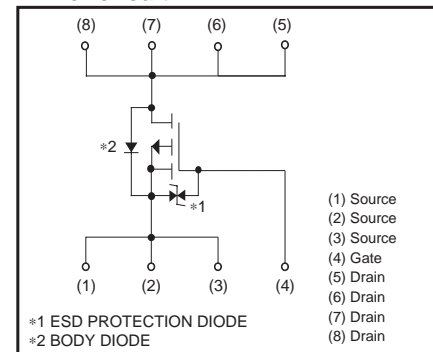 (8) (7) (6) (5)
∗2
∗1
(1) Source
(2) Source
(3) Source
(4) Gate
(5) Drain
(6) Drain
(7) Drain
(8) Drain
(1) (2) (3) (4)
∗1 ESD PROTECTION DIODE
∗2 BODY DIODE